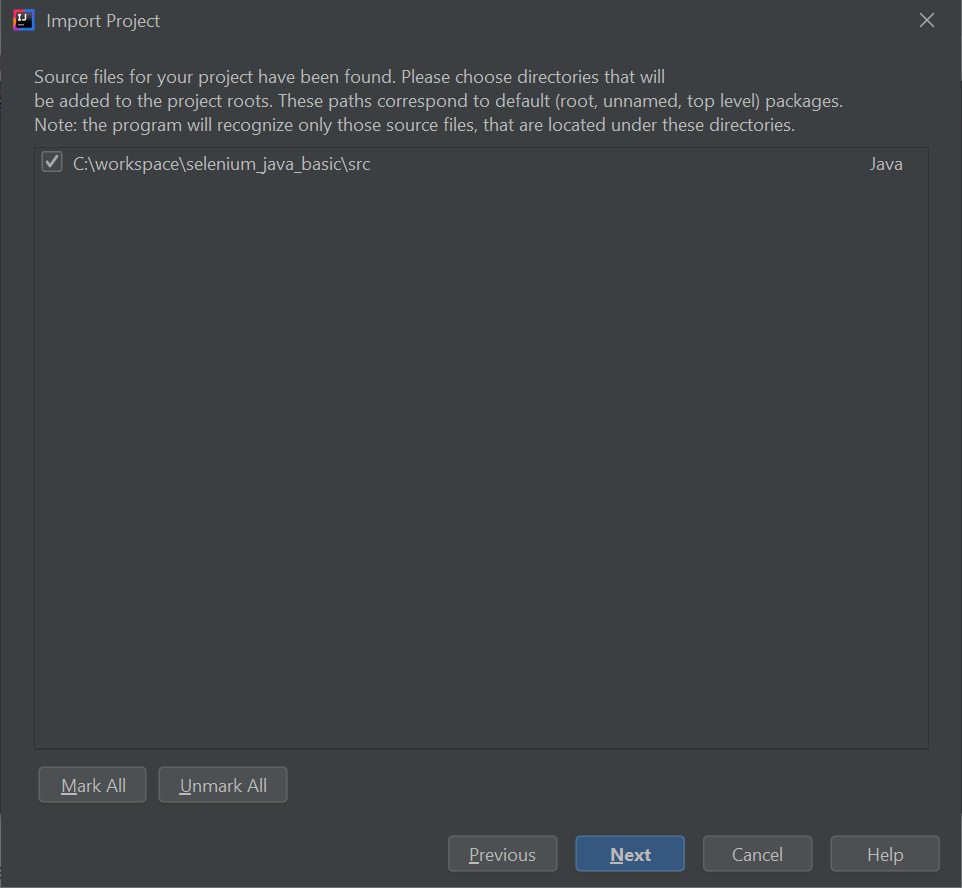 Import Project
Source files for your project have been found. Please choose directories that will
be added to the project roots. These paths correspond to default (root, unnamed, top level) packages.
Note: the program will recognize only those source files, that are located under these directories.
C:\workspace\selenium_java_basic\src Java
Mark All Unmark All
Previous Next Cancel Help